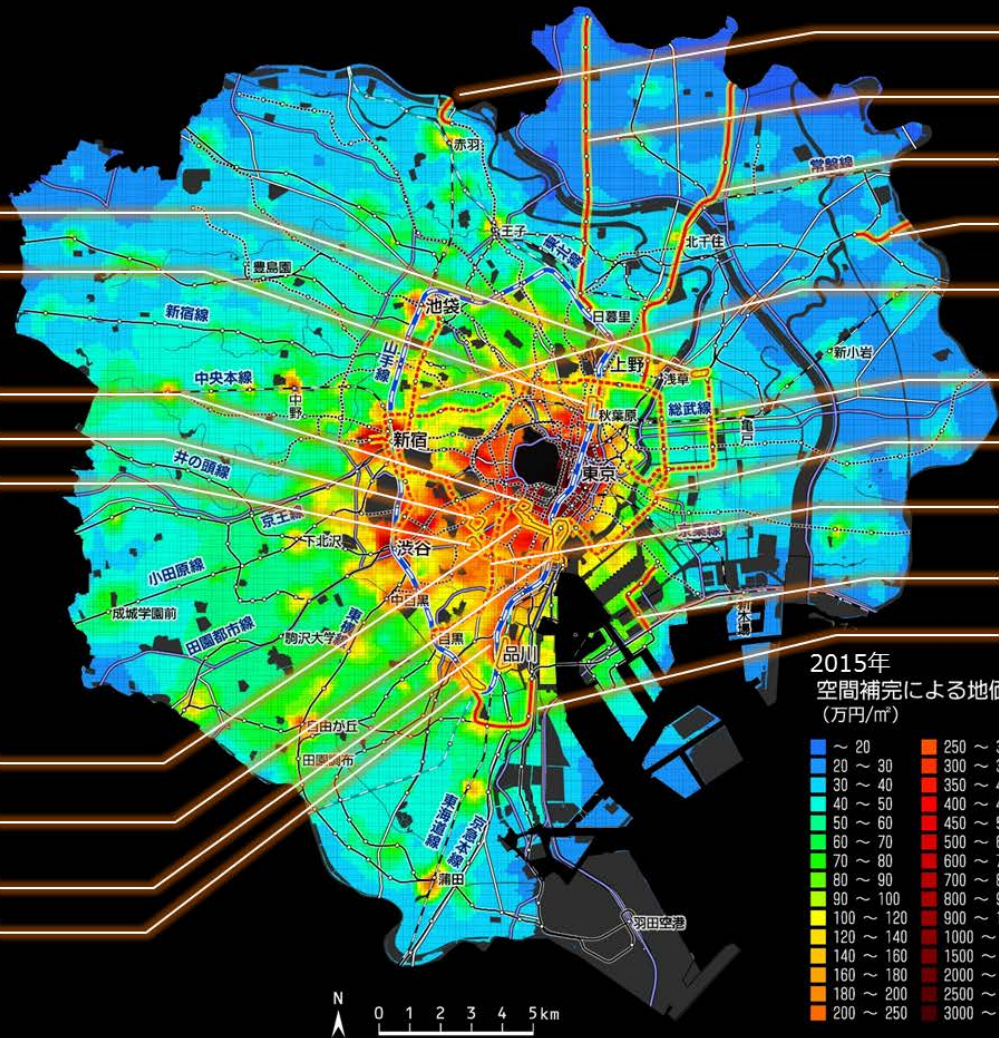 赤羽
常磐線
王子
北千住
東北線
豊島園
池袋
新宿線
日暮里
山手線
新小岩
上野
浅草
中央本線
中野
総武線
秋葉原
亀戸
新宿
東京
井の頭線
京王線
京葉線
下北沢
渋谷
小田原線
中目黒
新木場
成城学園前
田園都市線
駒沢大学
東横線
目黒
品川
自由が丘
田園調布
東海道線
京急本線
蒲田
羽田空港
2015年
空間補完による地価
(万円/㎡)
～ 20
20 ～ 30
30 ～ 40
40 ～ 50
50 ～ 60
60 ～ 70
70 ～ 80
80 ～ 90
90 ～ 100
100 ～ 120
120 ～ 140
140 ～ 160
160 ～ 180
180 ～ 200
200 ～ 250
250 ～
300 ～
350 ～
400 ～
450 ～
500 ～
600 ～
700 ～
800 ～
900 ～
1000 ～
1500 ～
2000 ～
2500 ～
3000 ～
N
0 1 2 3 4 5km